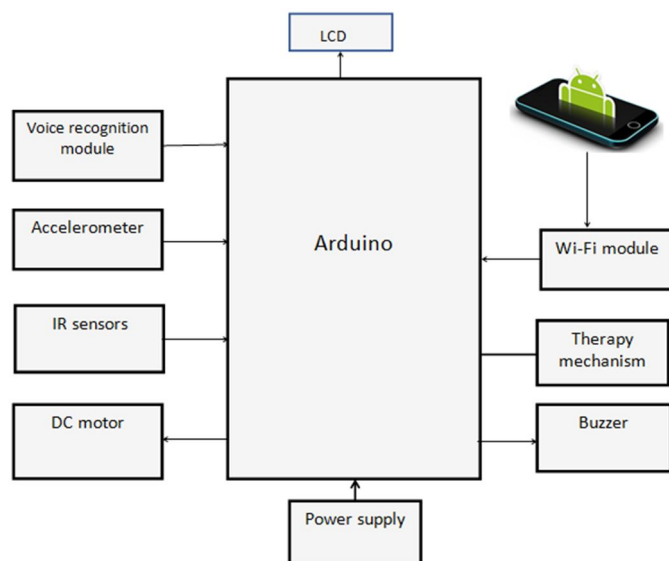 LCD
Voice recognition
module
Accelerometer
IR sensors
DC motor
Arduino
Wi-Fi module
Therapy
mechanism
Buzzer
Power supply